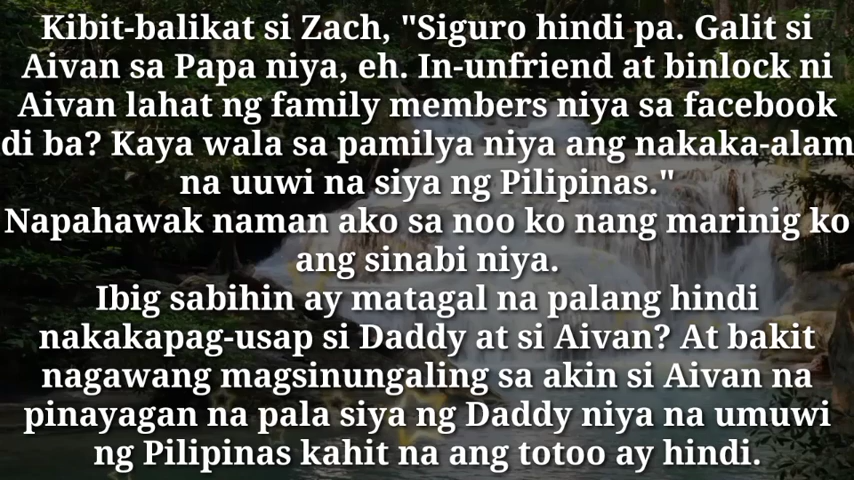 Kibit-balikat si Zach, "Siguro hindi pa. Galit si
Aivan sa Papa niya, eh. In-unfriend at binlock ni
Aivan lahat ng family members niya sa facebook
di ba? Kaya wala sa pamilya niya ang nakaka-alam
na uuwi na siya ng Pilipinas."
Napahawak naman ako sa noo ko nang marinig ko
ang sinabi niya.
Ibig sabihin ay matagal na palang hindi
nakakapag-usap si Daddy at si Aivan? At bakit
nagawang magsinungaling sa akin si Aivan na
pinayagan na pala siya ng Daddy niya na umuwi
ng Pilipinas kahit na ang totoo ay hindi.